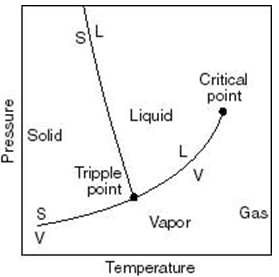 S L
Critical
point
Liquid
Solid
L
Tripple
point
V
S
V
Vapor
Gas
Pressure
Temperature